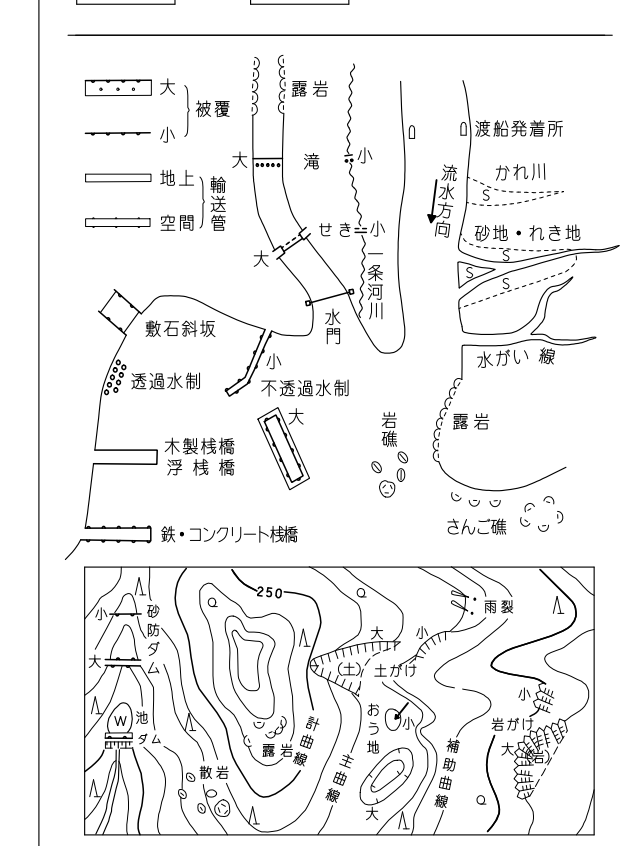 大
被覆
小
地上
空間
輸送管
露岩
大
滝
小
せき
小
大
一条河川
水門
渡船発着所
流水方向
かれ川
S
砂地・れき地
S
S
S
水がい線
敷石斜坂
透過水制
小
不透過水制
大
木製桟橋
浮桟橋
鉄・コンクリート桟橋
岩礁
露岩
さんご礁
250
小
砂防ダム
大
W
池
ダム
散岩
露岩
計曲線
主曲線
大
小
(土)
土がけ
雨裂
おう地
小
大
補助曲線
小
岩がけ
大
(岩)